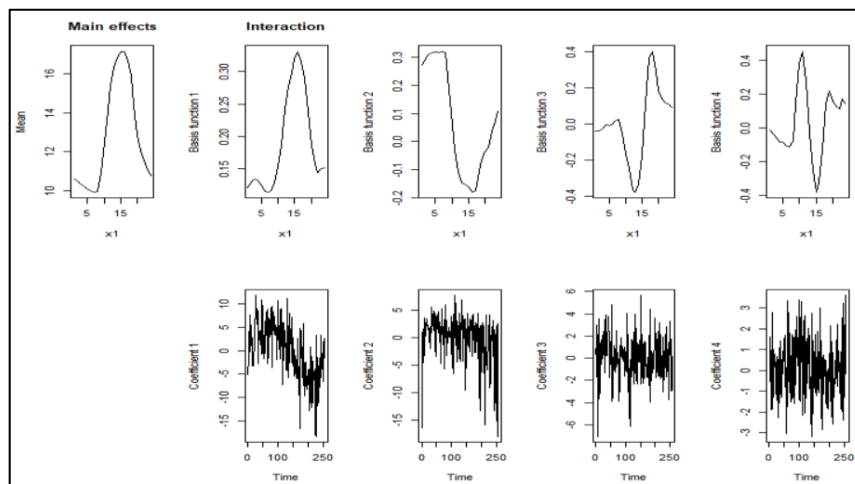 Main effects
Interaction
Mean
10 12 14 16
5 15
x1
Basis function 1
0.15 0.20 0.25 0.30
5 15
x1
Basis function 2
-0.2 -0.1 0.0 0.1 0.2 0.3
5 15
x1
Basis function 3
-0.4 -0.2 0.0 0.2 0.4
5 15
x1
Basis function 4
-0.4 -0.2 0.0 0.2 0.4
5 15
x1
Coefficient 1
-15 -10 -5 0 5 10
0 100 250
Time
Coefficient 2
-15 -10 -5 0 5
0 100 250
Time
Coefficient 3
-6 -4 -2 0 2 4 6
0 100 250
Time
Coefficient 4
-3 -2 -1 0 1 2 3
0 100 250
Time